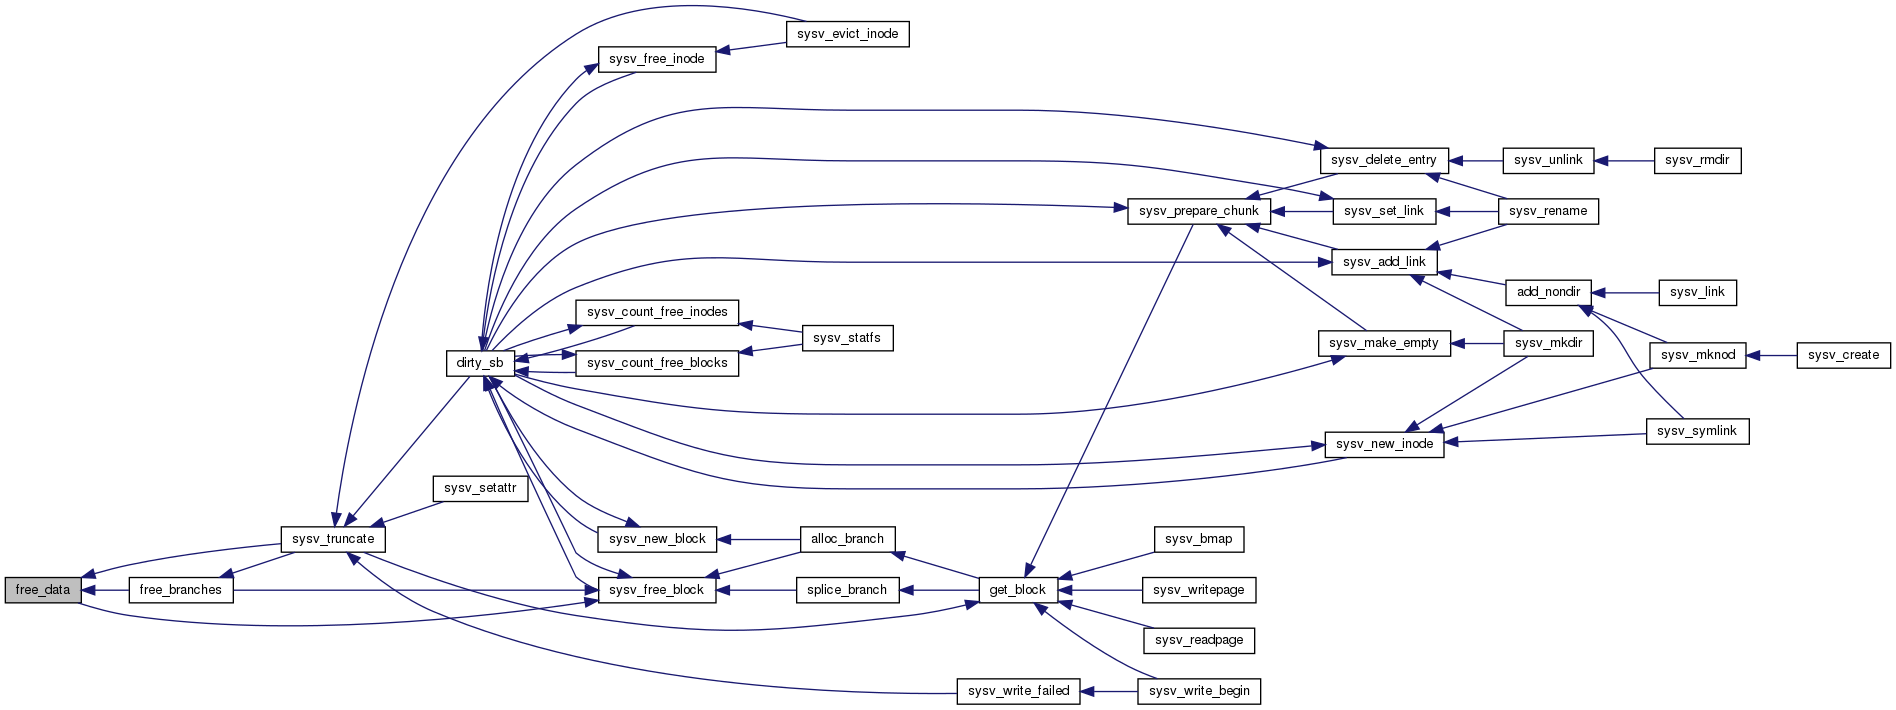 sysv_evict_inode
sysv_free_inode
sysv_delete_entry
sysv_unlink
sysv_rmdir
sysv_prepare_chunk
sysv_set_link
sysv_rename
sysv_add_link
add_nondir
sysv_link
sysv_count_free_inodes
sysv_statfs
sysv_make_empty
sysv_mkdir
dirty_sb
sysv_count_free_blocks
sysv_mknod
sysv_create
sysv_new_inode
sysv_symlink
sysv_setattr
sysv_truncate
sysv_new_block
alloc_branch
sysv_bmap
free_data
free_branches
sysv_free_block
splice_branch
get_block
sysv_writepage
sysv_readpage
sysv_write_failed
sysv_write_begin